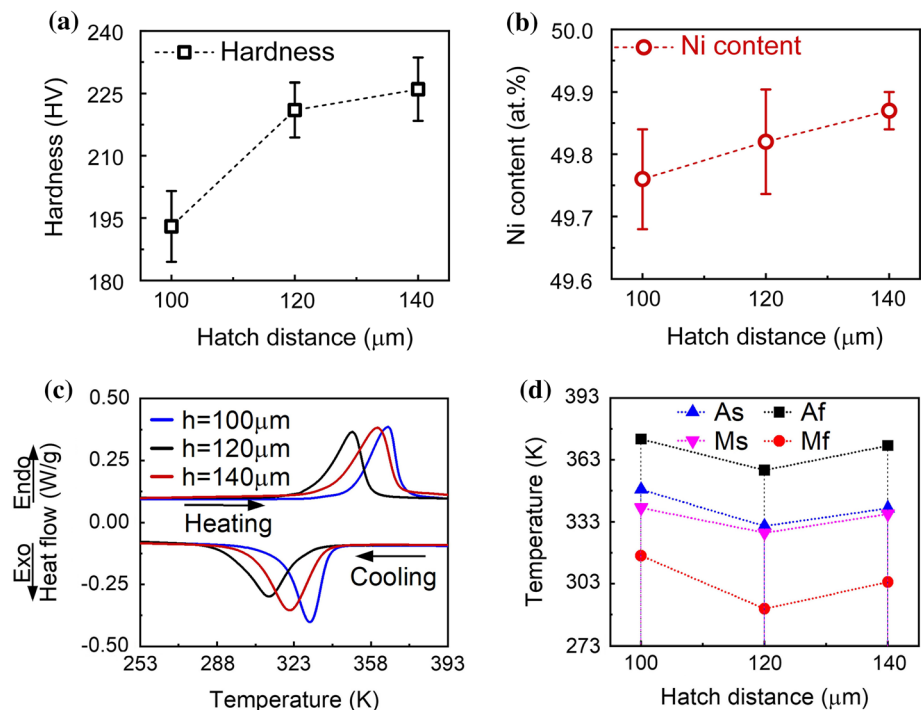 (a)
Hardness
Hardness (HV)
240
225
210
195
180
100
120
140
Hatch distance (μm)
(b)
Ni content
Ni content (at.%)
50.0
49.9
49.8
49.7
49.6
100
120
140
Hatch distance (μm)
(c)
h=100μm
h=120μm
h=140μm
Heating
Cooling
Exo Endo
Heat flow (W/g)
0.50
0.25
0.00
-0.25
-0.50
253
288
323
358
393
Temperature (K)
(d)
As
Af
Ms
Mf
Temperature (K)
393
363
333
303
273
100
120
140
Hatch distance (μm)